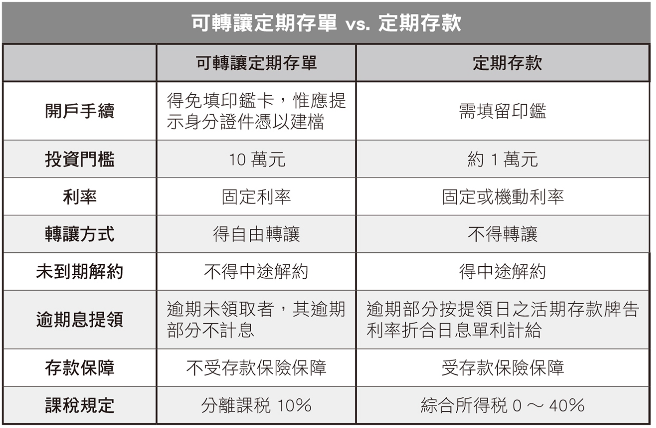 可轉讓定期存單 vs. 定期存款
可轉讓定期存單 定期存款
開戶手續 得免填印鑑卡，惟應提 需填留印鑑
示身分證件憑以建檔
投資門檻 10 萬元 約 1 萬元
利率 固定利率 固定或機動利率
轉讓方式 得自由轉讓 不得轉讓
未到期解約 不得中途解約 得中途解約
逾期息提領 逾期未領取者，其逾期 逾期部分按提領日之活期存款牌告
部分不計息 利率折合日息單利計給
存款保障 不受存款保險保障 受存款保險保障
課稅規定 分離課稅 10% 綜合所得稅 0 ～ 40%